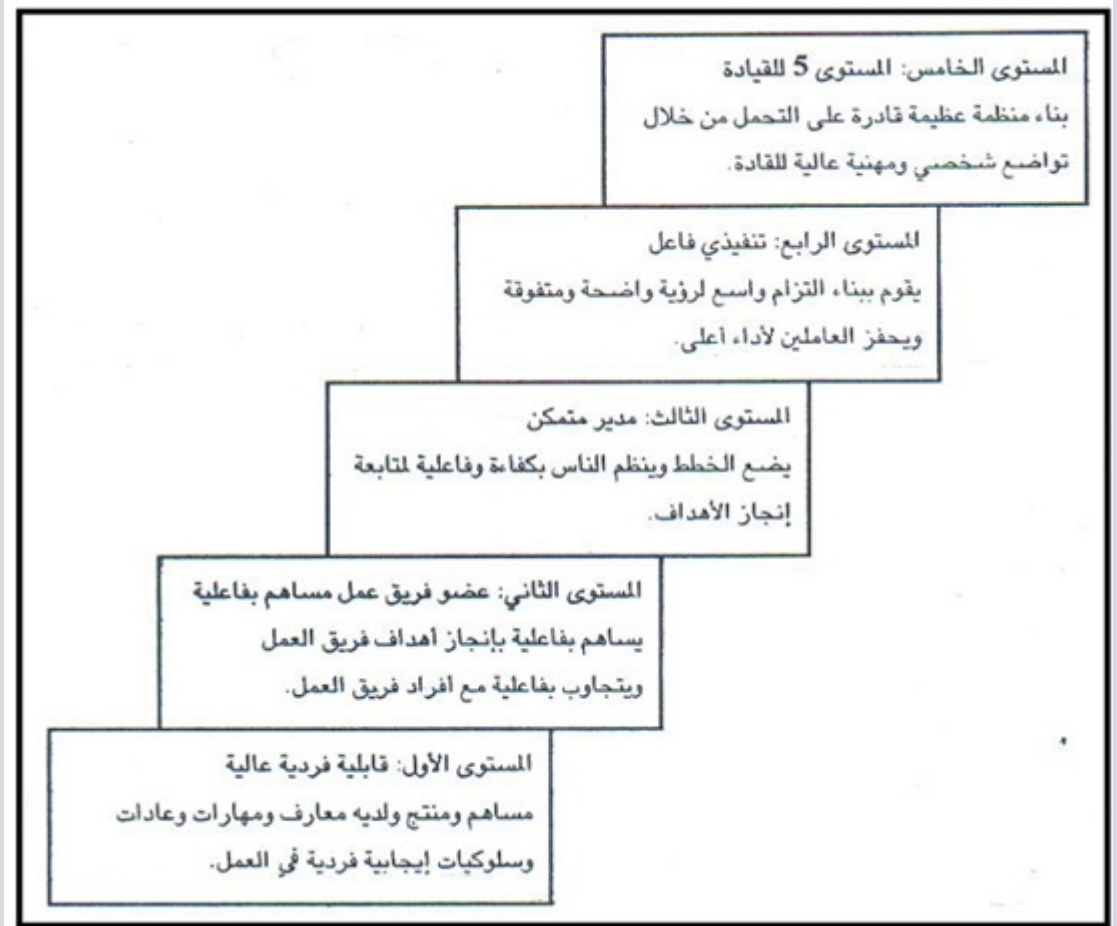 المستوى الخامس: المستوى 5 للقيادة
بناء منظمة عظيمة قادرة على التحمل من خلال
تواضع شخصي ومهنية عالية للقادة.
المستوى الرابع: تنفيذي فاعل
يقوم ببناء التزام واسع لرؤية واضحة ومتفوقة
ويحفز العاملين لأداء أعلى.
المستوى الثالث: مدير متمكن
يضع الخطط وينظم الناس بكفاءة وفاعلية لمتابعة
إنجاز الأهداف.
المستوى الثاني: عضو فريق عمل مساهم بفاعلية
يساهم بفاعلية بإنجاز أهداف فريق العمل
ويتجاوب بفاعلية مع أفراد فريق العمل.
المستوى الأول: قابلية فردية عالية
مساهم ومنتج ولديه معارف ومهارات وعادات
وسلوكيات إيجابية فردية في العمل.